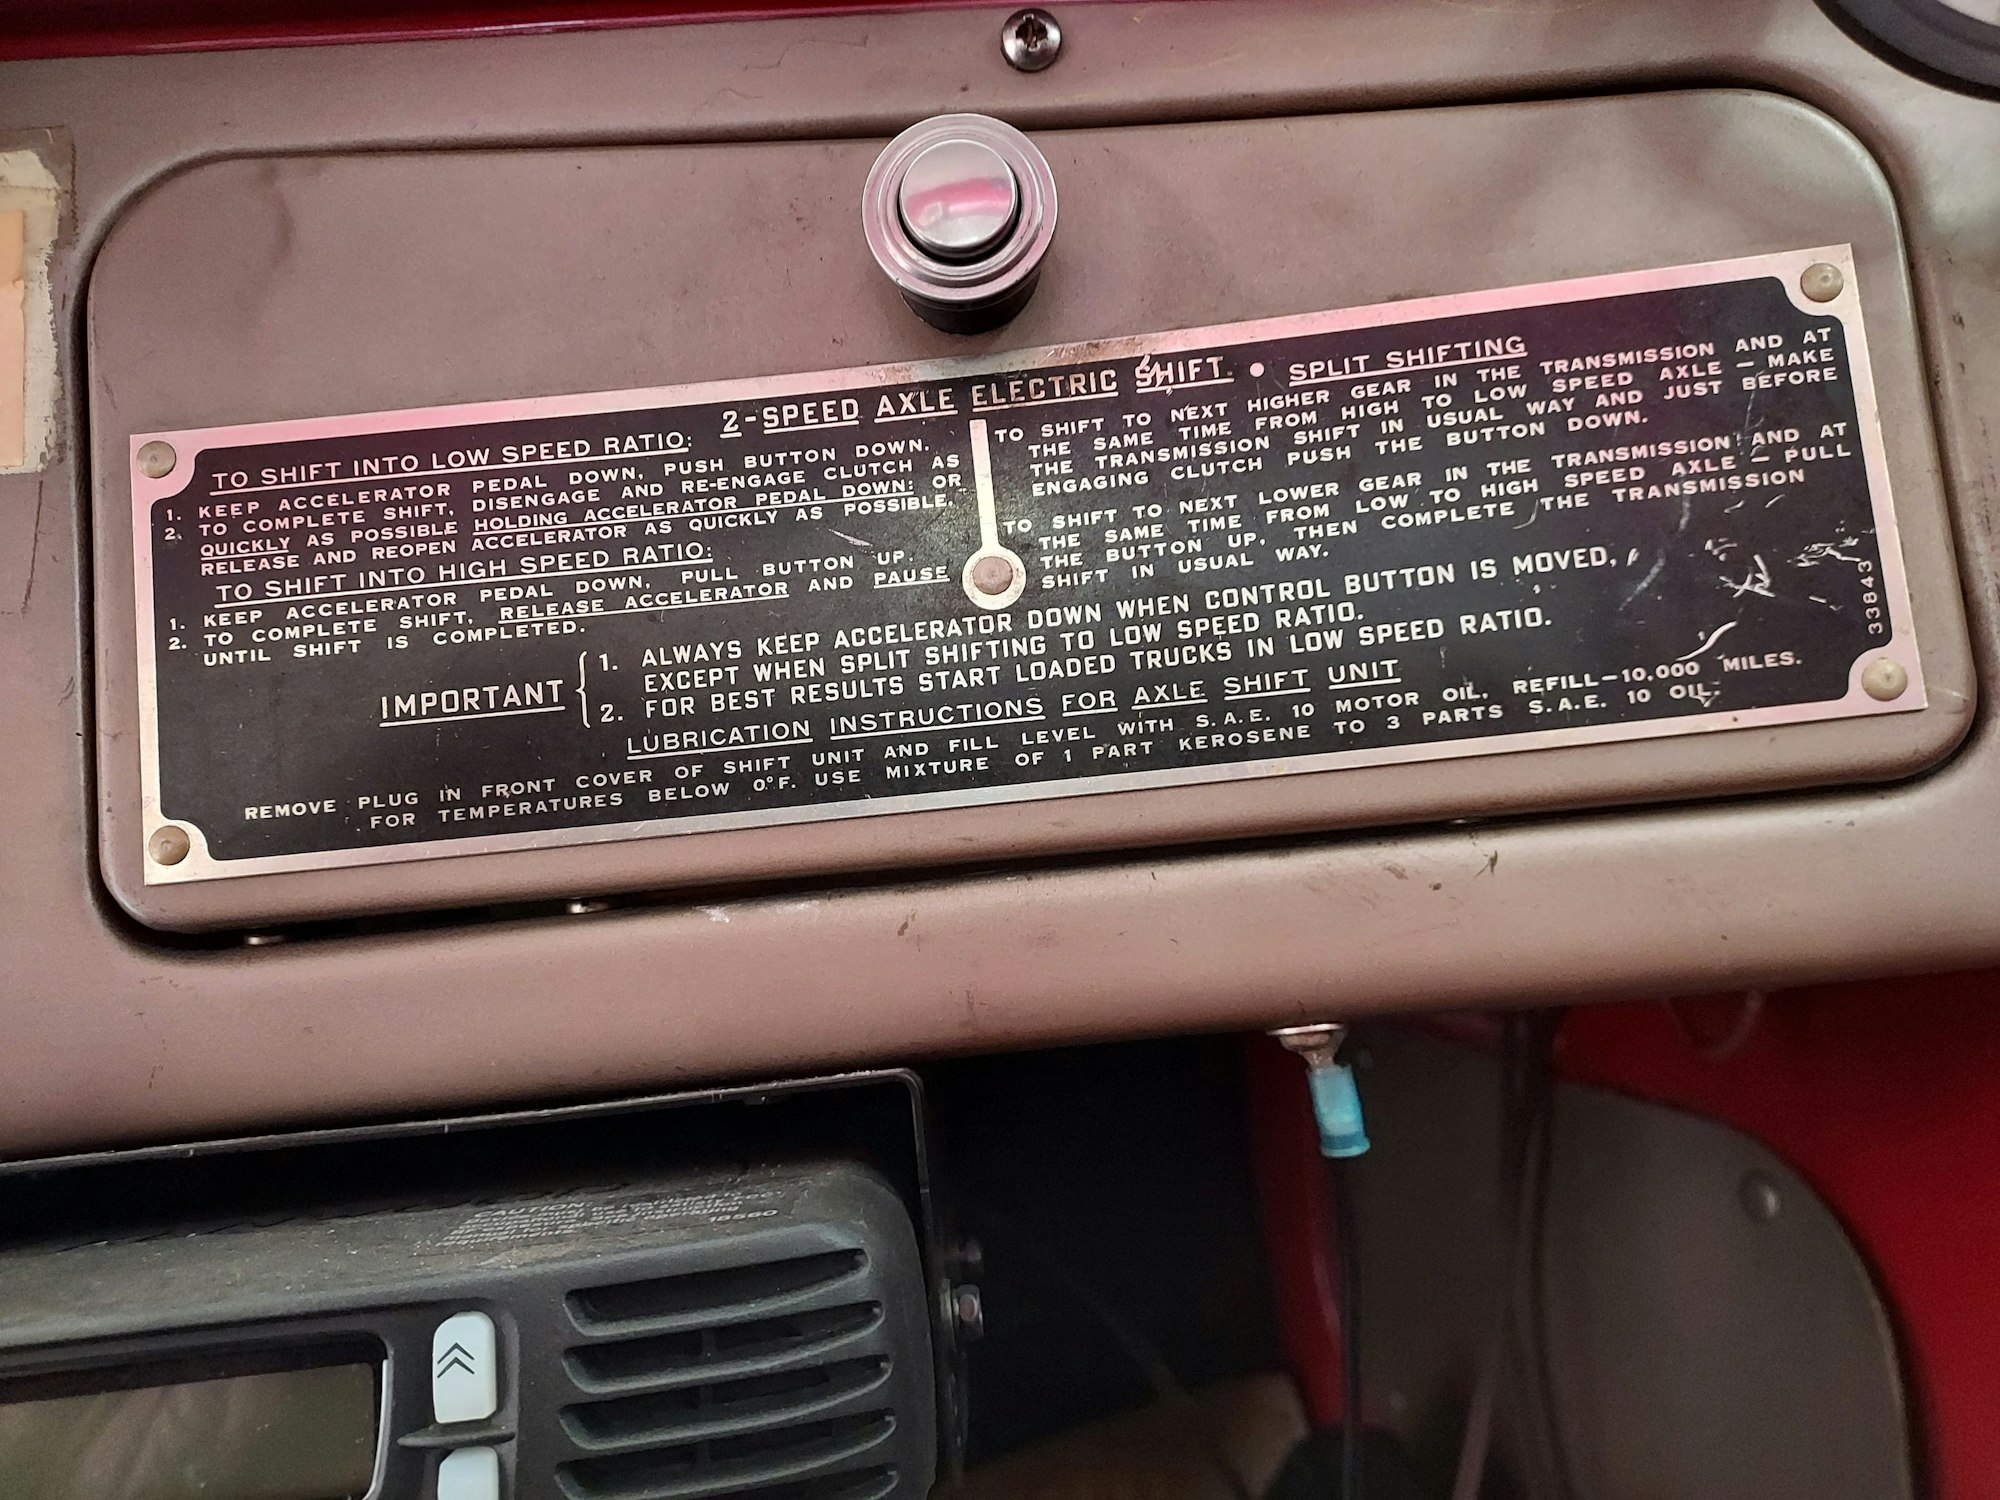 2-SPEED AXLE ELECTRIC SHIFT • SPLIT SHIFTING
TO SHIFT INTO LOW SPEED RATIO:
1. KEEP ACCELERATOR PEDAL DOWN, PUSH BUTTON DOWN.
2. TO COMPLETE SHIFT, DISENGAGE AND RE-ENGAGE CLUTCH AS
QUICKLY AS POSSIBLE HOLDING ACCELERATOR PEDAL DOWN: OR
RELEASE AND REOPEN ACCELERATOR AS QUICKLY AS POSSIBLE.
TO SHIFT INTO HIGH SPEED RATIO:
1. KEEP ACCELERATOR PEDAL DOWN, PULL BUTTON UP.
2. TO COMPLETE SHIFT, RELEASE ACCELERATOR AND PAUSE
UNTIL SHIFT IS COMPLETED.
TO SHIFT TO NEXT HIGHER GEAR IN THE TRANSMISSION AND AT
THE SAME TIME FROM HIGH TO LOW SPEED AXLE — MAKE
THE TRANSMISSION SHIFT IN USUAL WAY AND JUST BEFORE
ENGAGING CLUTCH PUSH THE BUTTON DOWN.
TO SHIFT TO NEXT LOWER GEAR IN THE TRANSMISSION AND AT
THE SAME TIME FROM LOW TO HIGH SPEED AXLE — PULL
THE BUTTON UP, THEN COMPLETE THE TRANSMISSION
SHIFT IN USUAL WAY.
IMPORTANT
1. ALWAYS KEEP ACCELERATOR DOWN WHEN CONTROL BUTTON IS MOVED,
EXCEPT WHEN SPLIT SHIFTING TO LOW SPEED RATIO.
2. FOR BEST RESULTS START LOADED TRUCKS IN LOW SPEED RATIO.
LUBRICATION INSTRUCTIONS FOR AXLE SHIFT UNIT
REMOVE PLUG IN FRONT COVER OF SHIFT UNIT AND FILL LEVEL WITH S.A.E. 10 MOTOR OIL. REFILL—10,000 MILES.
FOR TEMPERATURES BELOW 0°F. USE MIXTURE OF 1 PART KEROSENE TO 3 PARTS S.A.E. 10 OIL.
33843
CAUTION